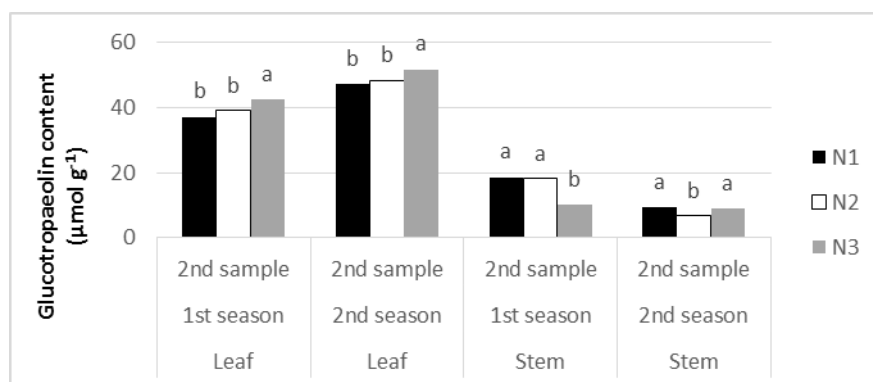 Glucotropaeolin content
(µmol g⁻¹)
60
40
20
0
b b a
b b a
a a b
a b a
2nd sample 2nd sample 2nd sample 2nd sample
1st season 2nd season 1st season 2nd season
Leaf Leaf Stem Stem
N1
N2
N3